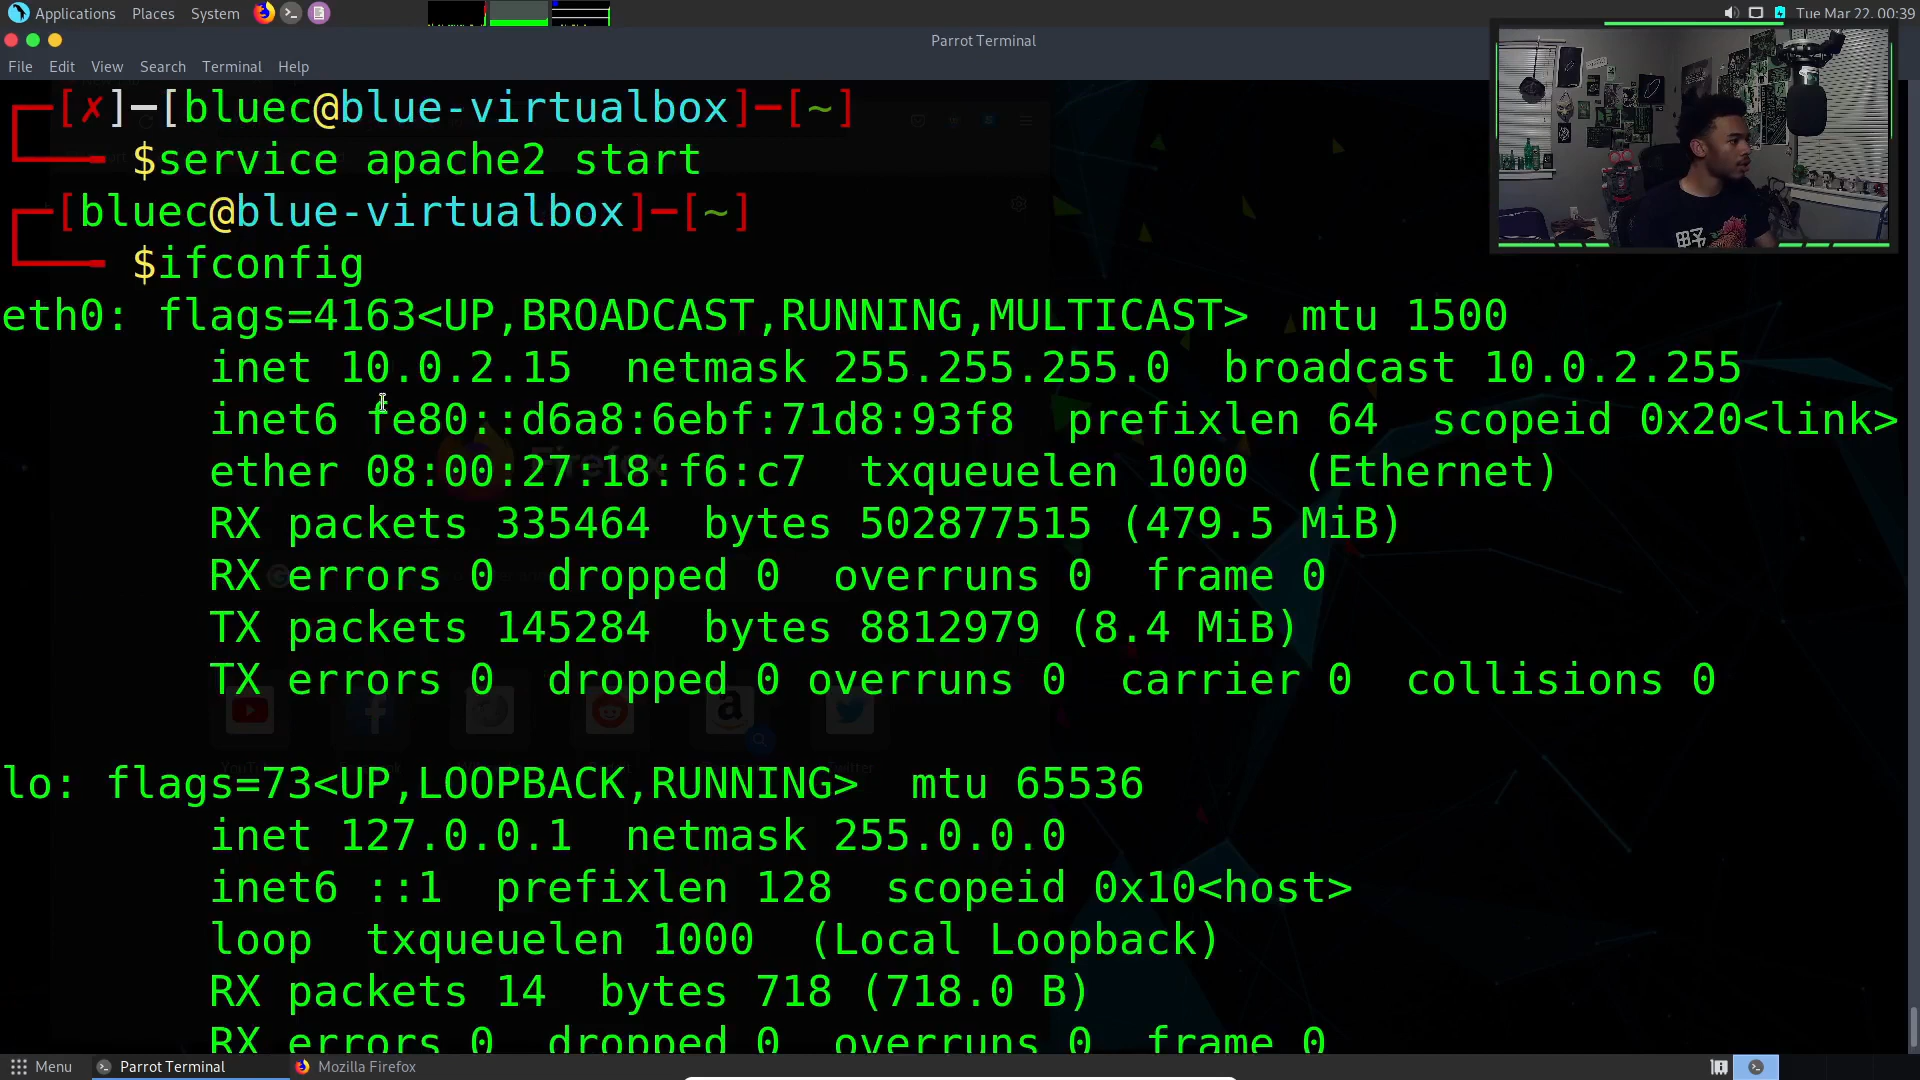 Applications Places System
Tue Mar 22, 00:39
Parrot Terminal
File Edit View Search Terminal Help
[✗]─[bluec@blue-virtualbox]─[~]
$service apache2 start
[bluec@blue-virtualbox]─[~]
$ifconfig
eth0: flags=4163<UP,BROADCAST,RUNNING,MULTICAST>  mtu 1500
inet 10.0.2.15  netmask 255.255.255.0  broadcast 10.0.2.255
inet6 fe80::d6a8:6ebf:71d8:93f8  prefixlen 64  scopeid 0x20<link>
ether 08:00:27:18:f6:c7  txqueuelen 1000  (Ethernet)
Firefox
RX packets 335464  bytes 502877515 (479.5 MiB)
RX errors 0  dropped 0  overruns 0  frame 0
TX packets 145284  bytes 8812979 (8.4 MiB)
TX errors 0  dropped 0 overruns 0  carrier 0  collisions 0
lo: flags=73<UP,LOOPBACK,RUNNING>  mtu 65536
inet 127.0.0.1  netmask 255.0.0.0
inet6 ::1  prefixlen 128  scopeid 0x10<host>
loop  txqueuelen 1000  (Local Loopback)
RX packets 14  bytes 718 (718.0 B)
RX errors 0  dropped 0  overruns 0  frame 0
Menu Parrot Terminal Mozilla Firefox